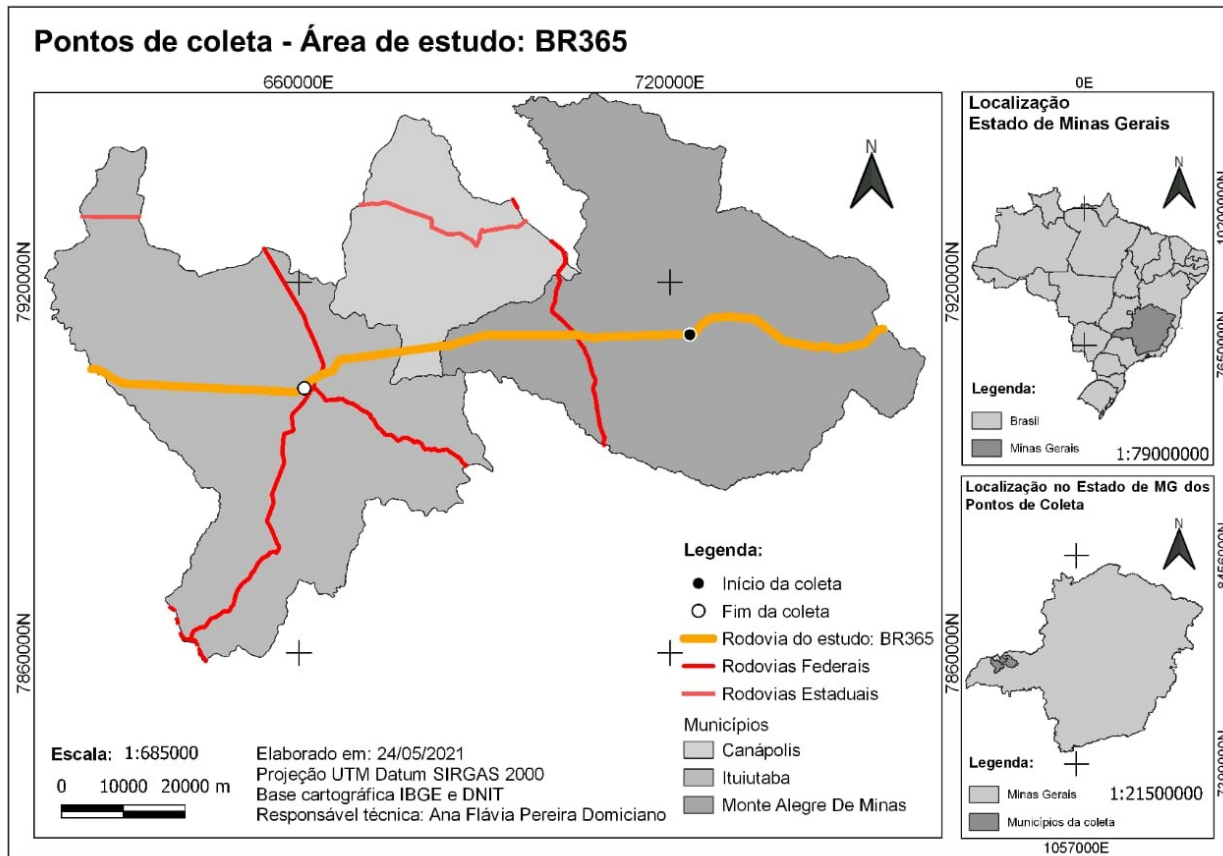 Pontos de coleta - Área de estudo: BR365
660000E
720000E
7920000N
7860000N
N
Legenda:
Início da coleta
Fim da coleta
Rodovia do estudo: BR365
Rodovias Federais
Rodovias Estaduais
Municípios
Canápolis
Ituiutaba
Monte Alegre De Minas
Escala: 1:685000
0 10000 20000 m
Elaborado em: 24/05/2021
Projeção UTM Datum SIRGAS 2000
Base cartográfica IBGE e DNIT
Responsável técnica: Ana Flávia Pereira Domiciano
7920000N
7860000N
0E
Localização
Estado de Minas Gerais
N
10200000N
7650000N
Legenda:
Brasil
Minas Gerais
1:79000000
Localização no Estado de MG dos
Pontos de Coleta
N
8456000N
Legenda:
Minas Gerais
Municípios da coleta
1:21500000
1057000E